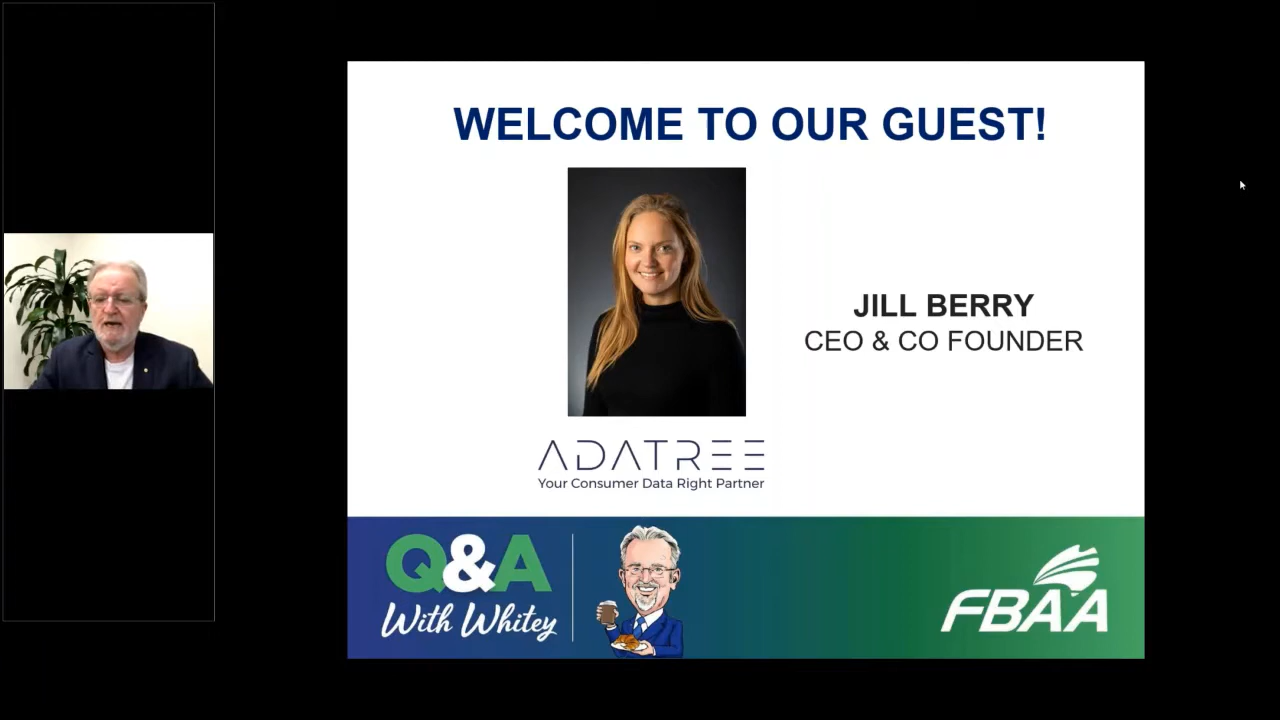 WELCOME TO OUR GUEST!
JILL BERRY
CEO & CO FOUNDER
ADATREE
Your Consumer Data Right Partner
Q&A
With Whitey
FBAA